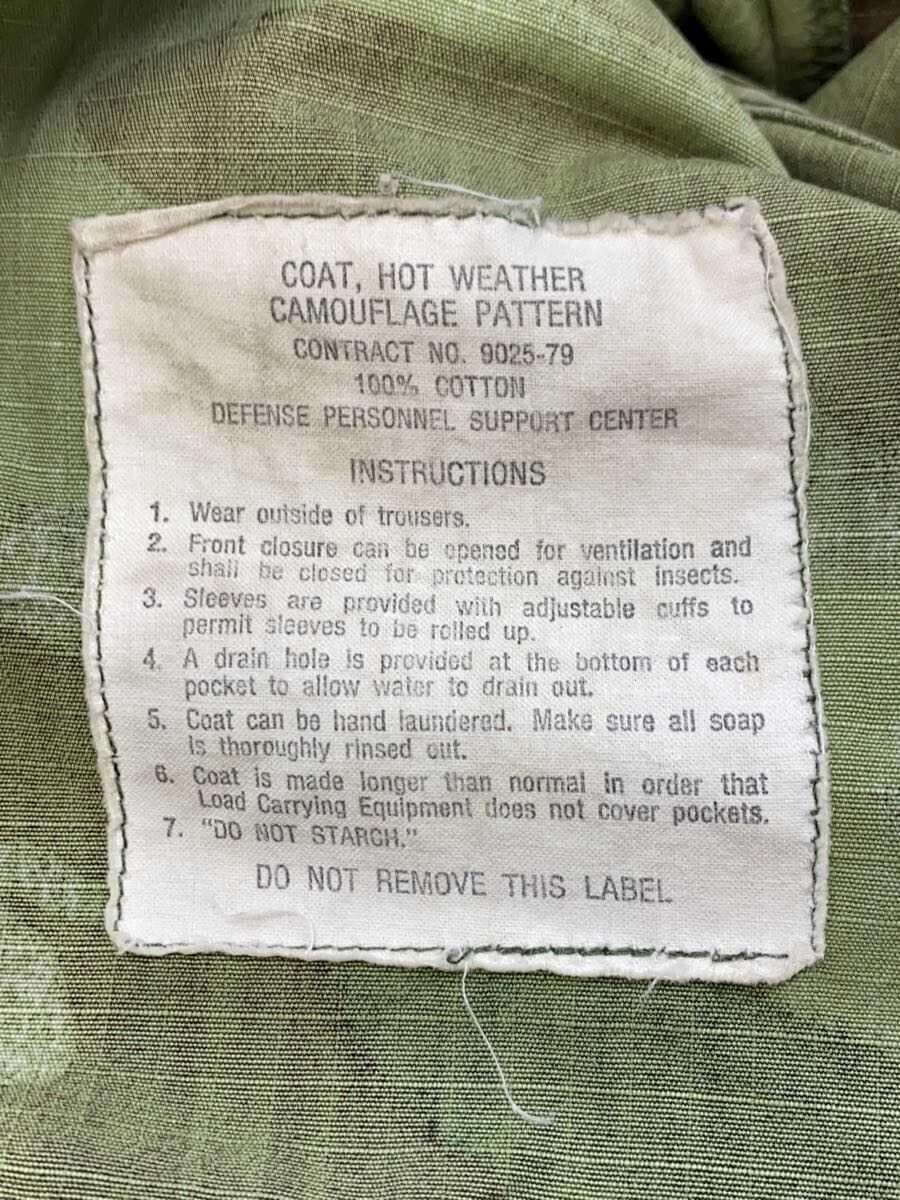 COAT, HOT WEATHER
CAMOUFLAGE PATTERN
CONTRACT NO. 9025-79
100% COTTON
DEFENSE PERSONNEL SUPPORT CENTER
INSTRUCTIONS
1. Wear outside of trousers.
2. Front closure can be opened for ventilation and
shall be closed for protection against insects.
3. Sleeves are provided with adjustable cuffs to
permit sleeves to be rolled up.
4. A drain hole is provided at the bottom of each
pocket to allow water to drain out.
5. Coat can be hand laundered. Make sure all soap
is thoroughly rinsed out.
6. Coat is made longer than normal in order that
Load Carrying Equipment does not cover pockets.
7. "DO NOT STARCH."
DO NOT REMOVE THIS LABEL